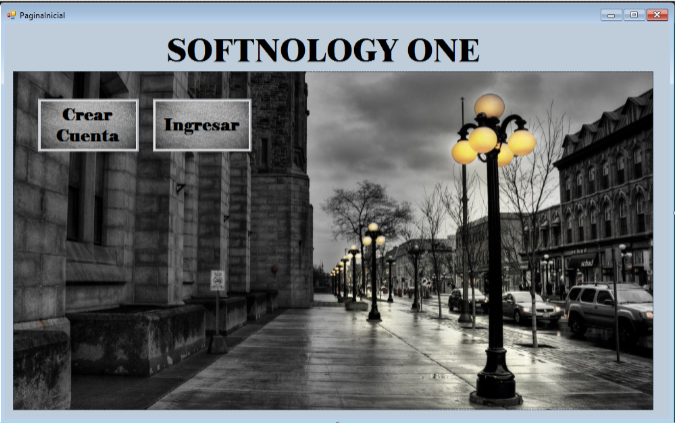 PaginaInicial
SOFTNOLOGY ONE
Crear
Cuenta
Ingresar